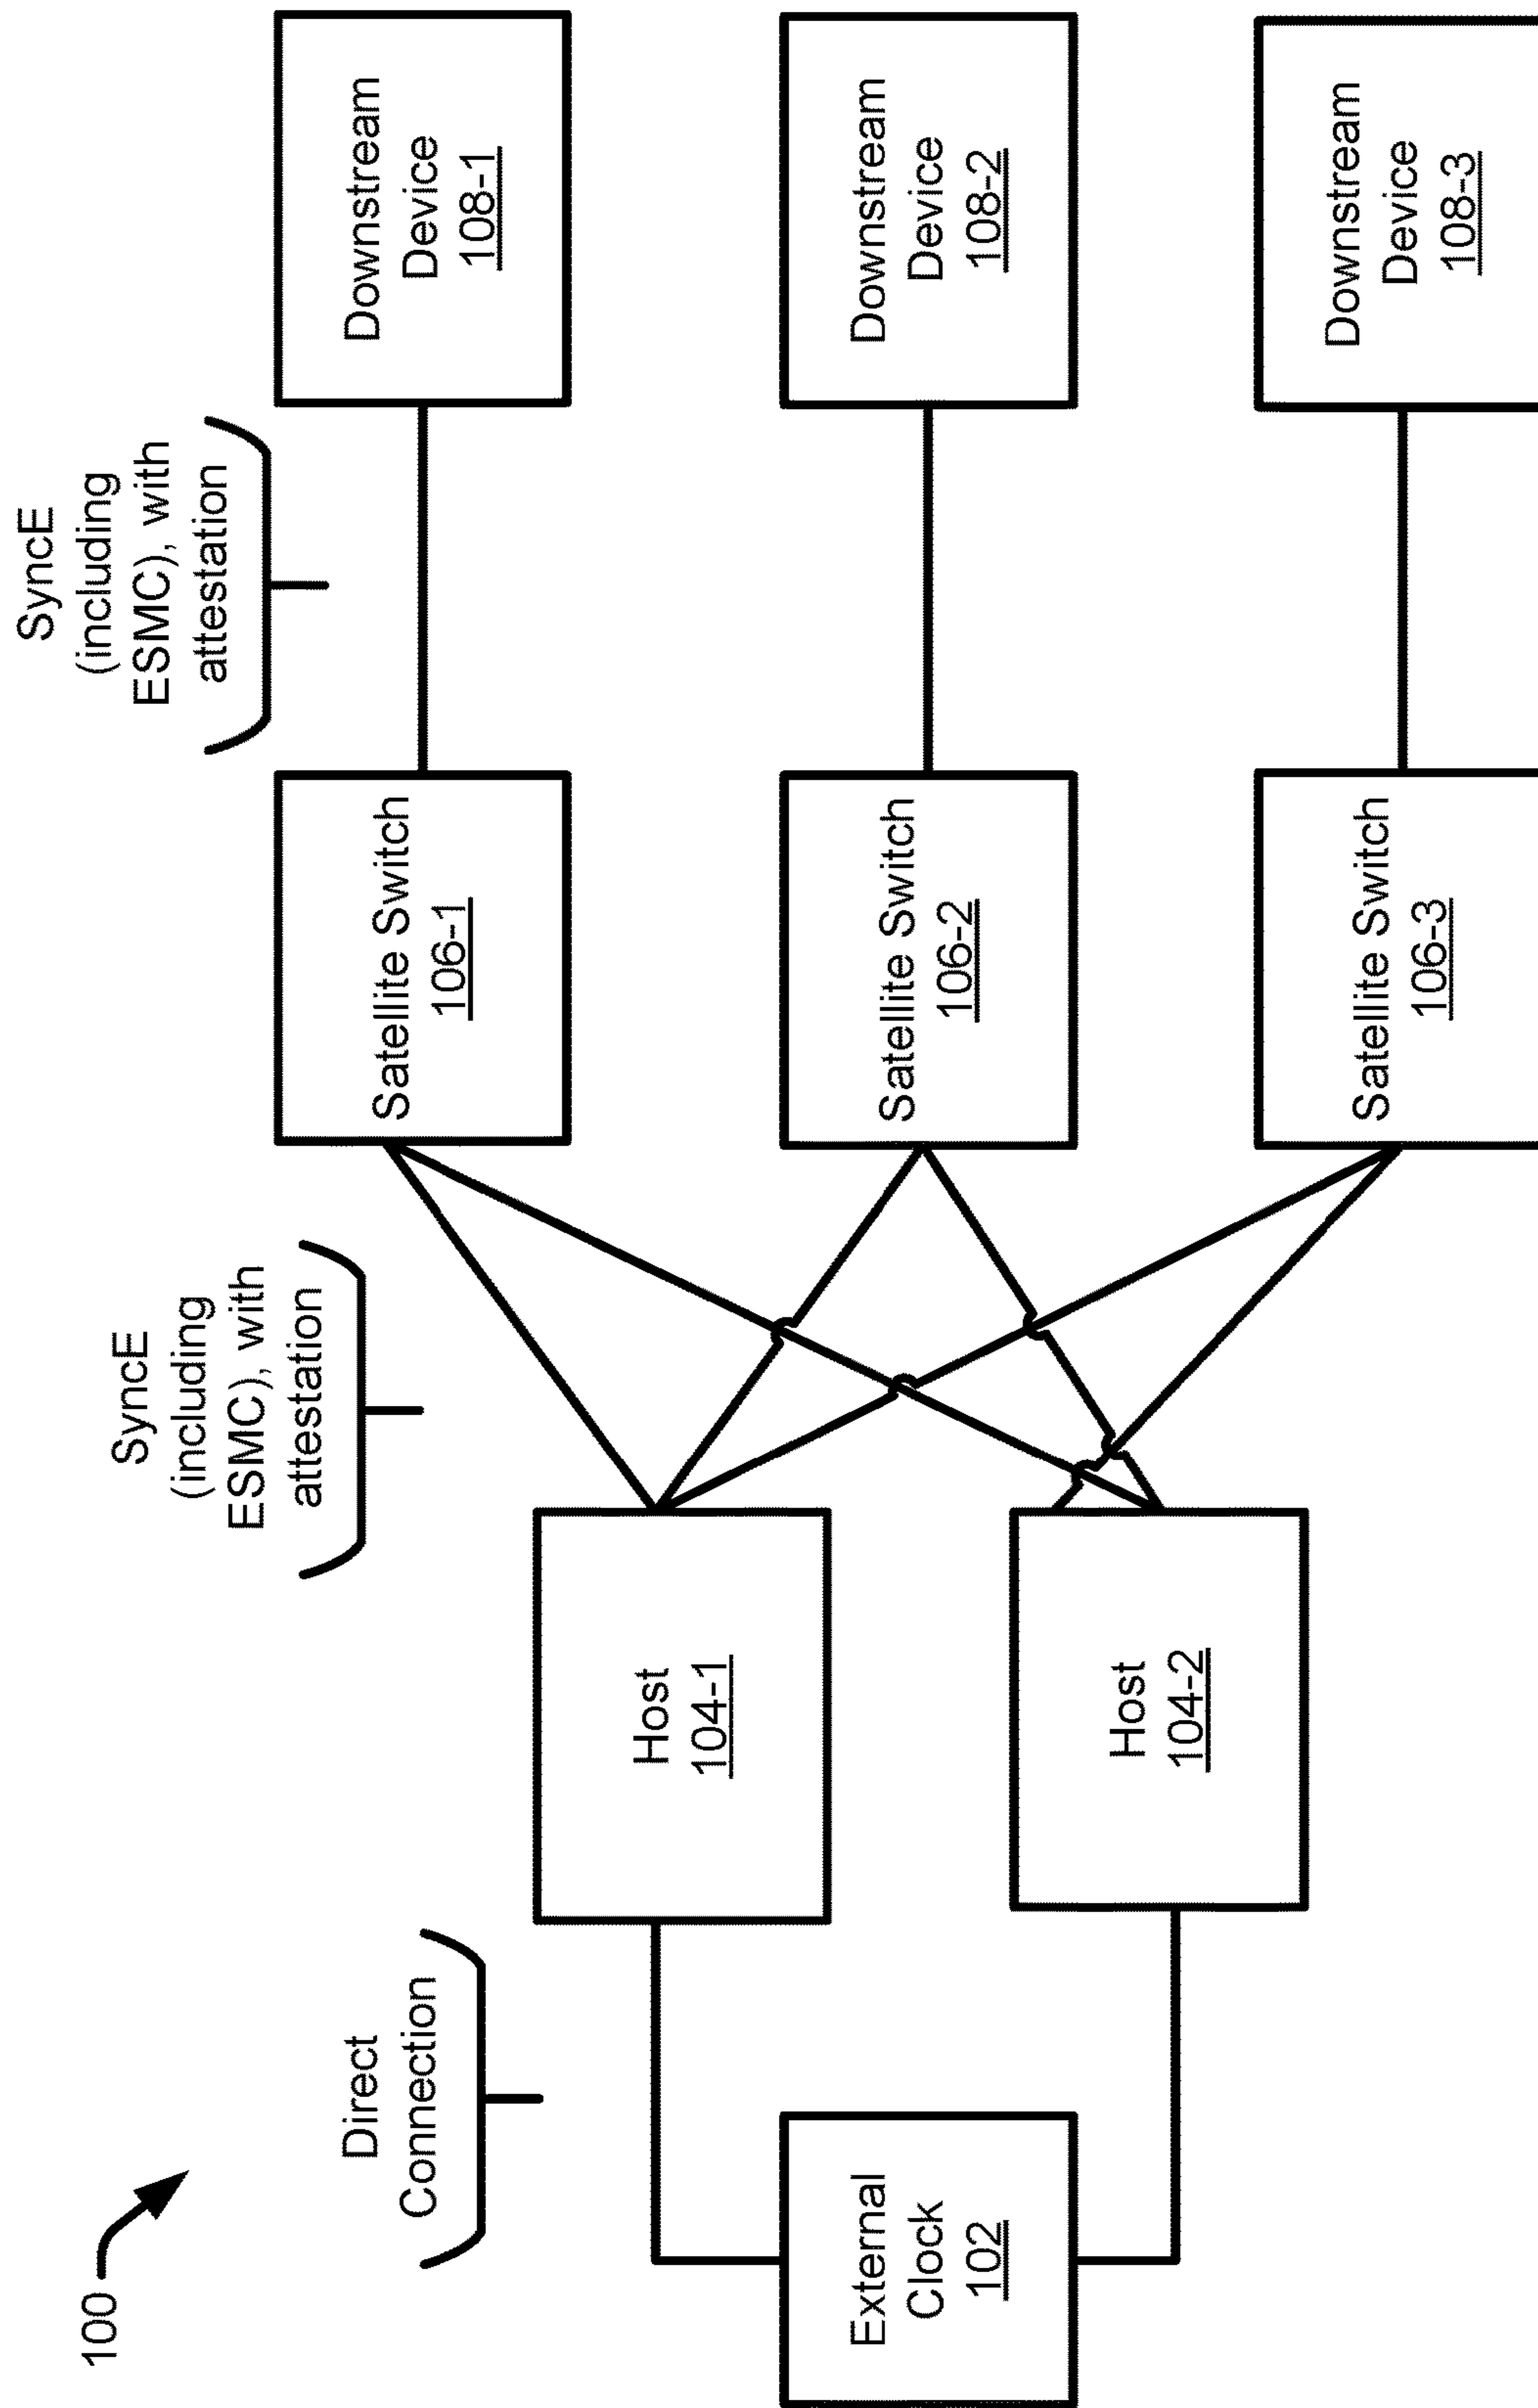 100
Direct
Connection
SyncE
(including
ESMC), with
attestation
SyncE
(including
ESMC), with
attestation
External
Clock
102
Host
104-1
Host
104-2
Satellite Switch
106-1
Satellite Switch
106-2
Satellite Switch
106-3
Downstream
Device
108-1
Downstream
Device
108-2
Downstream
Device
108-3